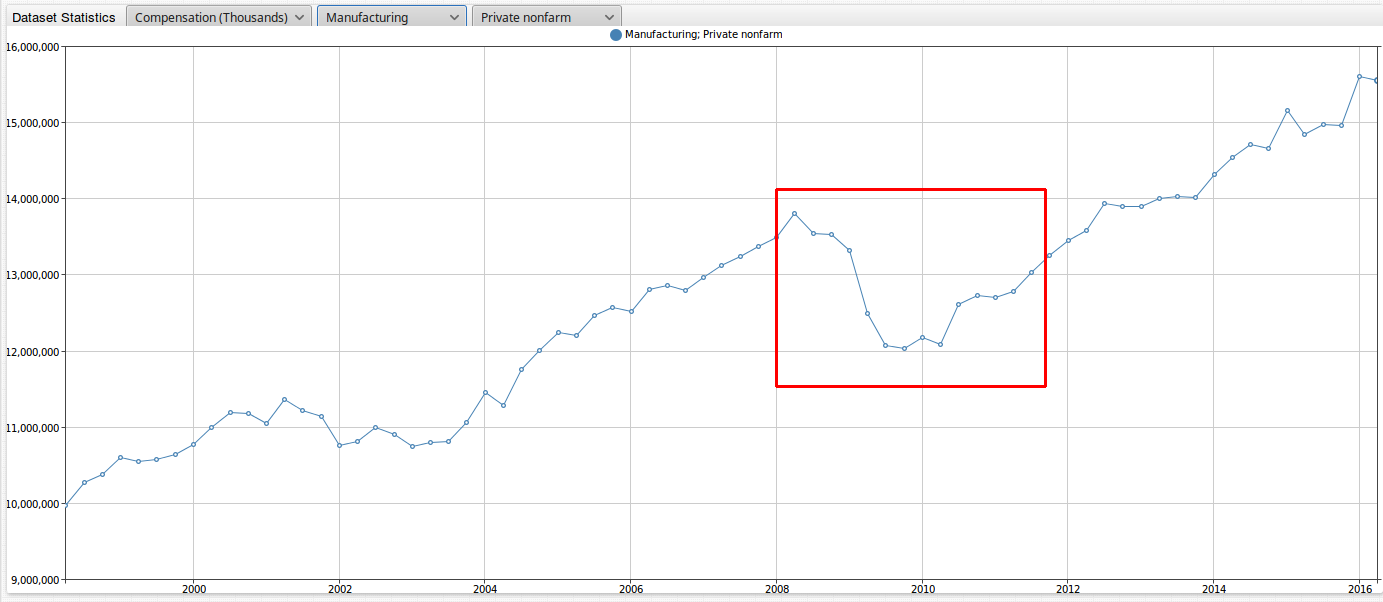 Dataset Statistics Compensation (Thousands) Manufacturing Private nonfarm
Manufacturing; Private nonfarm
16,000,000
15,000,000
14,000,000
13,000,000
12,000,000
11,000,000
10,000,000
9,000,000
2000 2002 2004 2006 2008 2010 2012 2014 2016